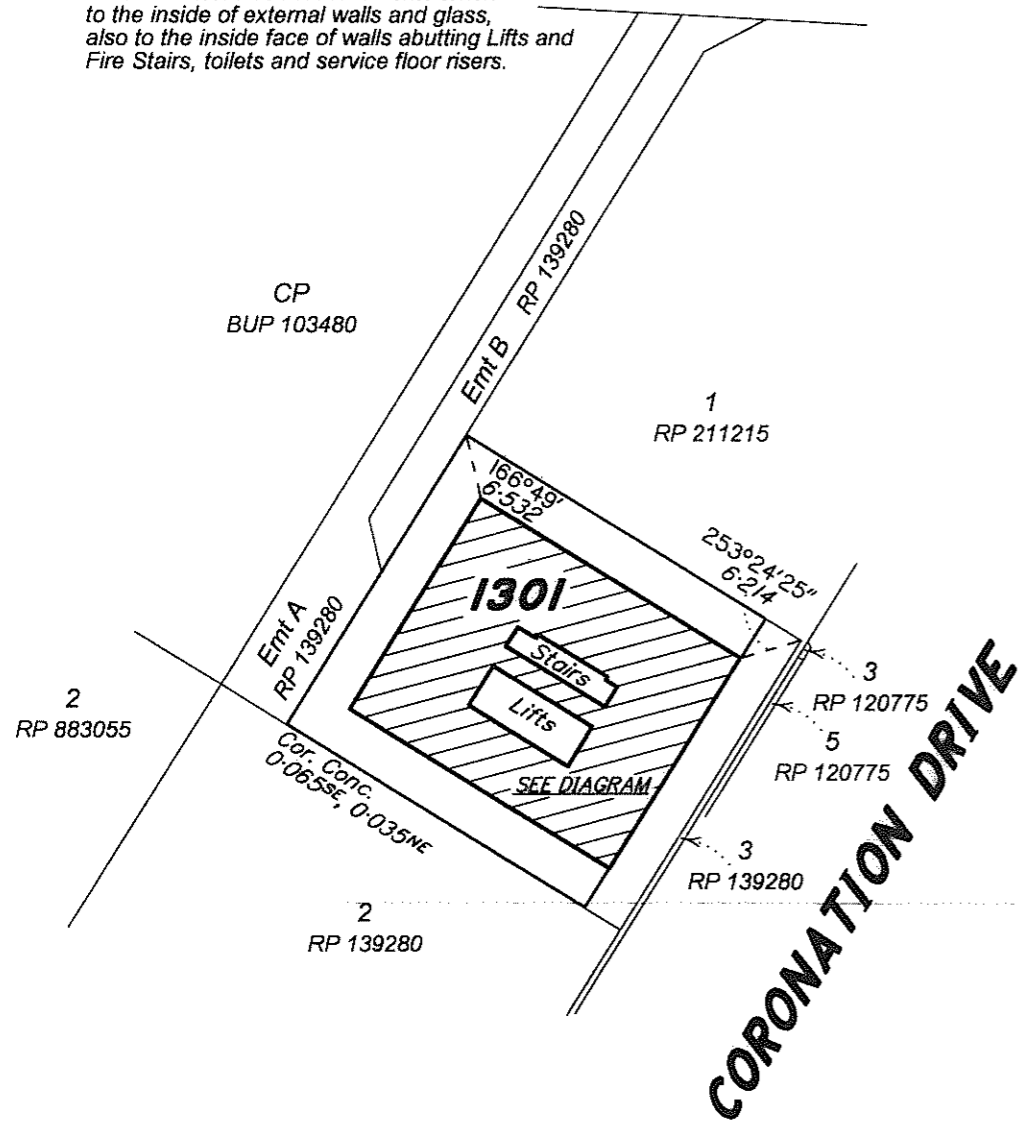 to the inside of external walls and glass,
also to the inside face of walls abutting Lifts and
Fire Stairs, toilets and service floor risers.
CP
BUP 103480
Emt B RP 139280
1
RP 211215
166°49'
6·532
253°24'25"
6·214
1301
Stairs
Lifts
SEE DIAGRAM
Emt A
RP 139280
2
RP 883055
Cor. Conc.
0·065SE, 0·035NE
3
RP 120775
5
RP 120775
3
RP 139280
2
RP 139280
CORONATION DRIVE